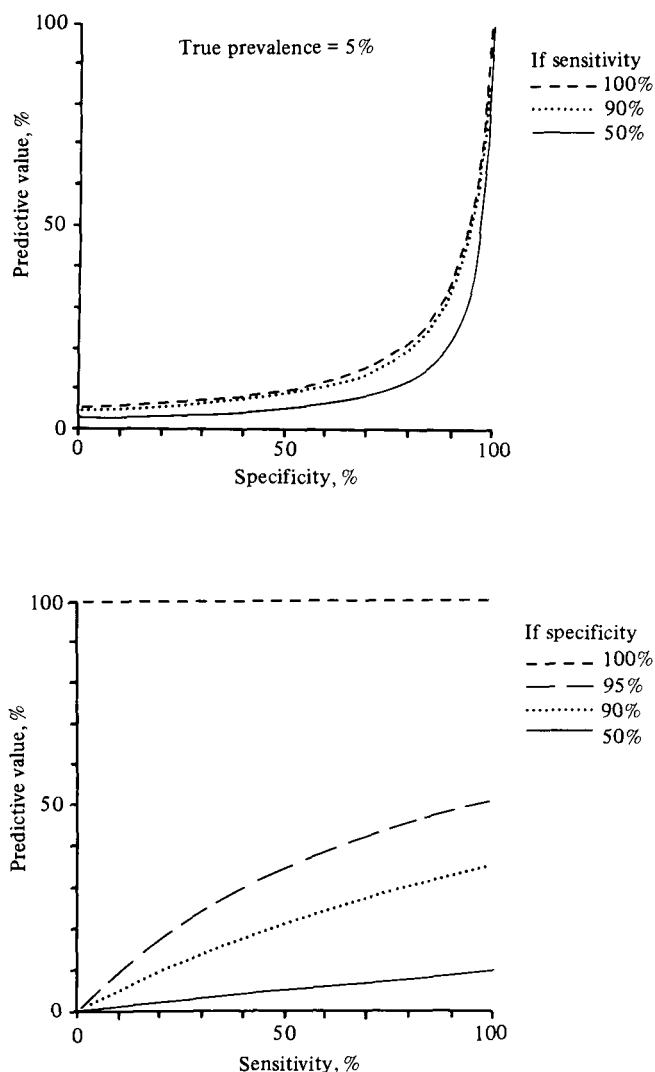 100
True prevalence = 5%
If sensitivity
100%
90%
50%
Predictive value, %
50
0
0
50
100
Specificity, %
100
If specificity
100%
95%
90%
50%
Predictive value, %
50
0
0
50
100
Sensitivity, %